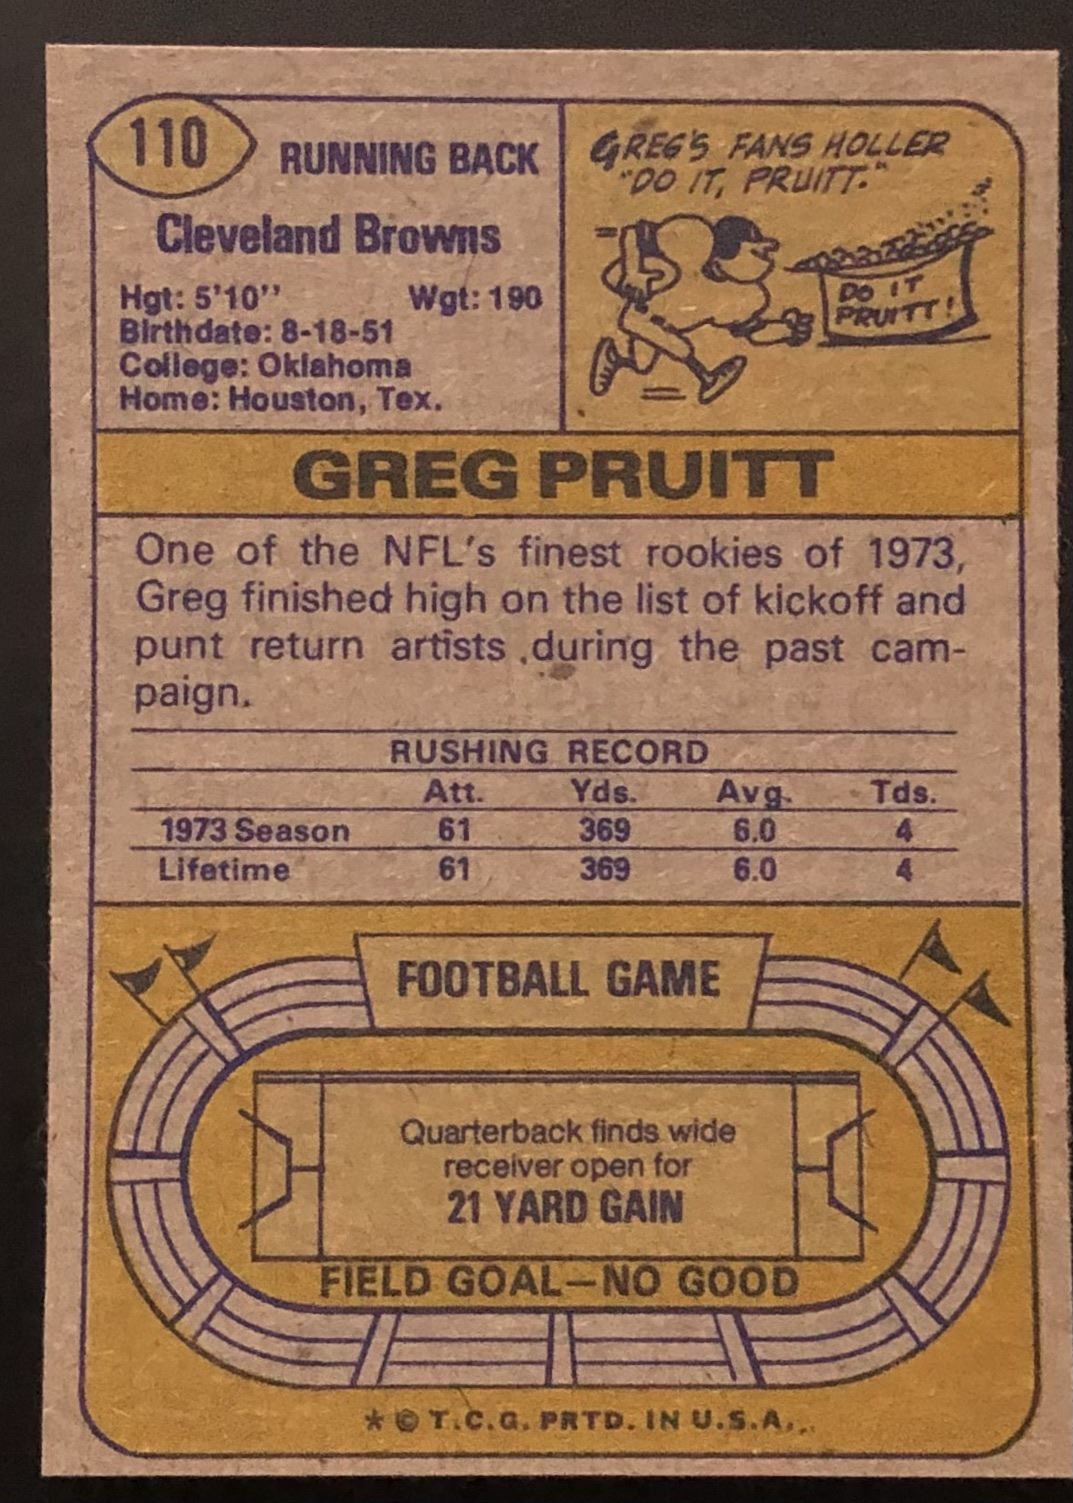 110
RUNNING BACK
Cleveland Browns
Hgt: 5'10'' Wgt: 190
Birthdate: 8-18-51
College: Oklahoma
Home: Houston, Tex.
GREG'S FANS HOLLER
"DO IT, PRUITT."
DO IT
PRUITT!
GREG PRUITT
One of the NFL's finest rookies of 1973,
Greg finished high on the list of kickoff and
punt return artists during the past cam-
paign.
RUSHING RECORD
Att. Yds. Avg. Tds.
1973 Season 61 369 6.0 4
Lifetime 61 369 6.0 4
FOOTBALL GAME
Quarterback finds wide
receiver open for
21 YARD GAIN
FIELD GOAL—NO GOOD
* © T.C.G. PRTD. IN U.S.A.